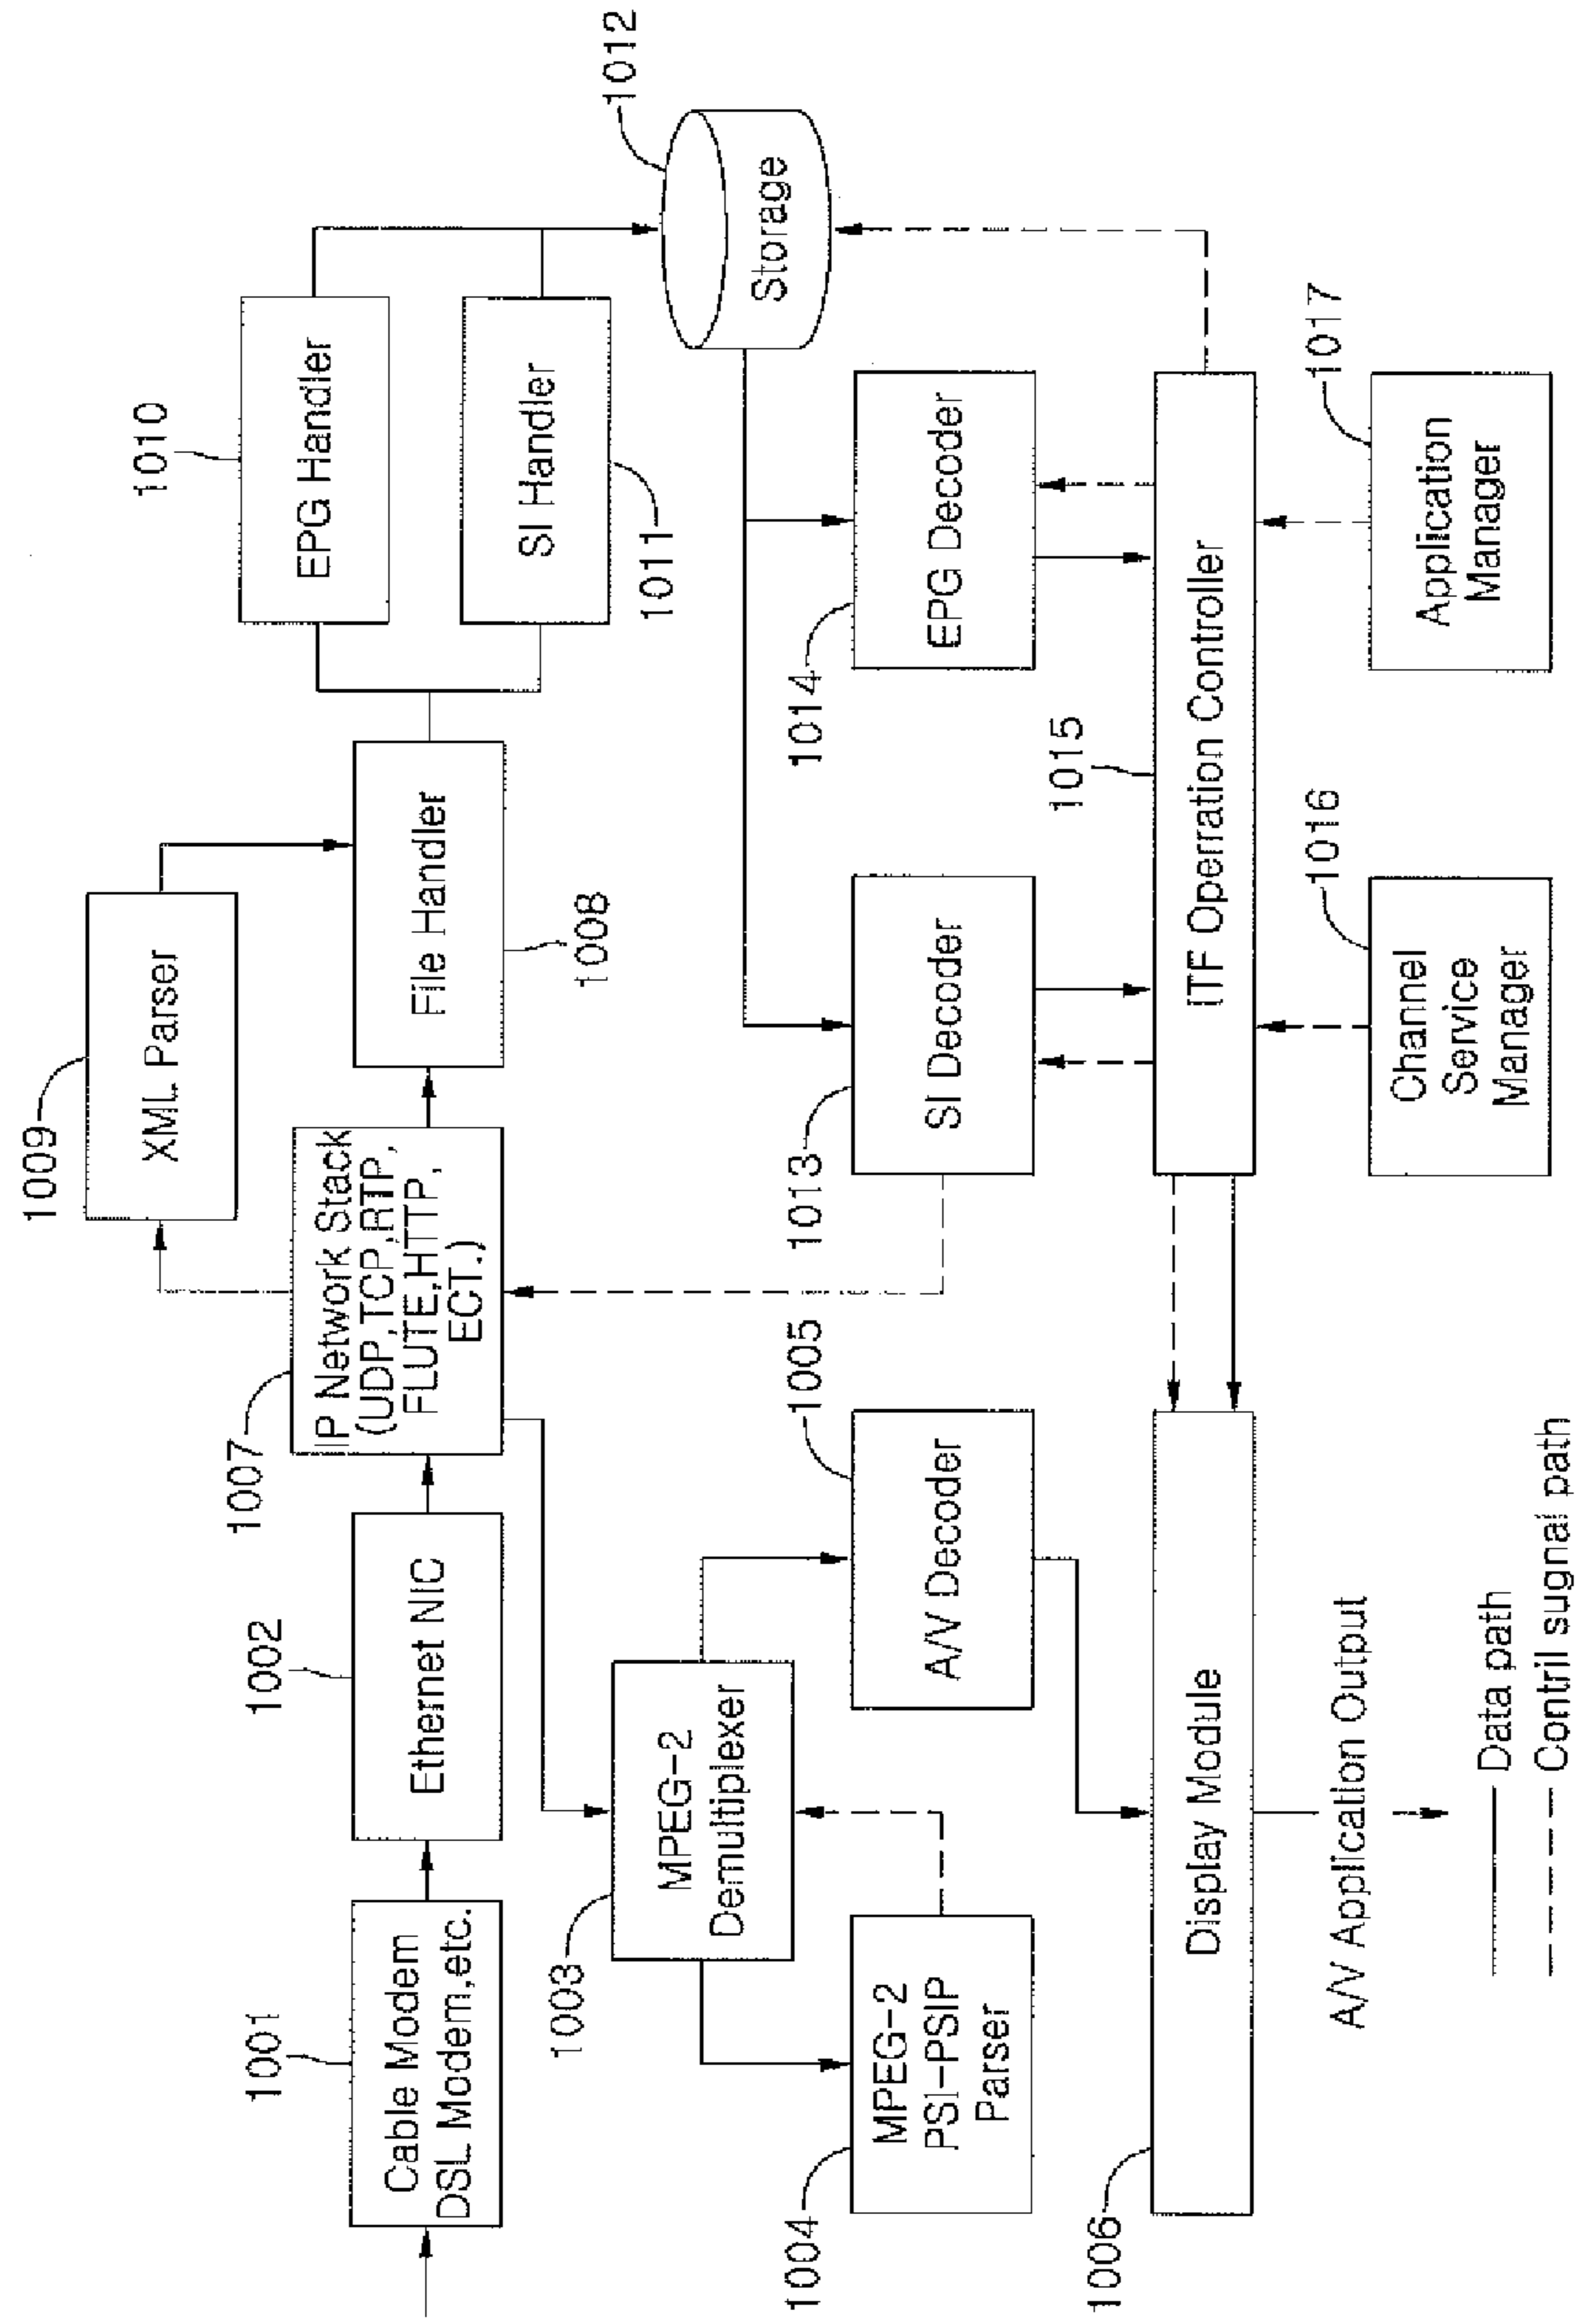 1001
Cable Modem
DSL Modem,etc.
1002
Ethernet NIC
1007
IP Network Stack
(UDP,TCP,RTP,
FLUTE,HTTP,
ECT.)
1009
XML Parser
File Handler
1008
1010
EPG Handler
SI Handler
1011
1012
Storage
1003
MPEG-2
Demultiplexer
1004
MPEG-2
PSI-PSIP
Parser
1005
A/V Decoder
1013
SI Decoder
1014
EPG Decoder
1006
Display Module
1015
ITF Operration Controller
1016
Channel
Service
Manager
1017
Application
Manager
A/V Application Output
Data path
Contril sugnal path